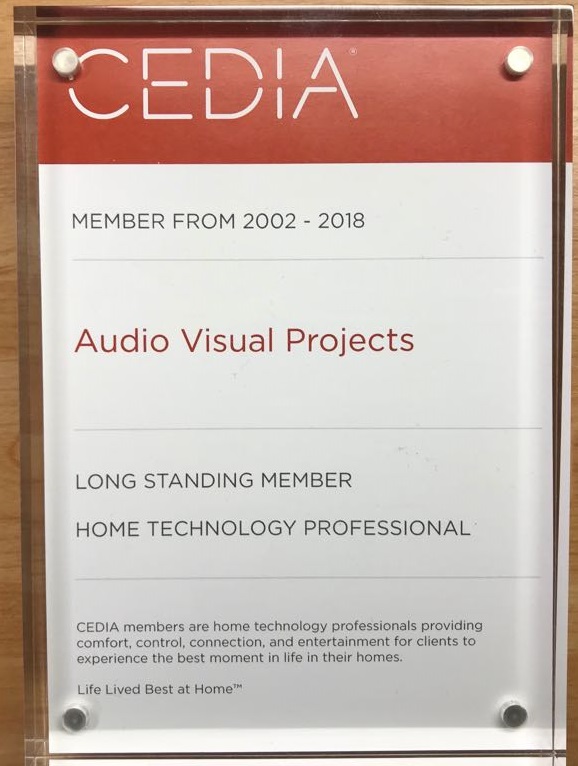 CEDIA®
MEMBER FROM 2002 - 2018
Audio Visual Projects
LONG STANDING MEMBER
HOME TECHNOLOGY PROFESSIONAL
CEDIA members are home technology professionals providing
comfort, control, connection, and entertainment for clients to
experience the best moment in life in their homes.
Life Lived Best at Home™